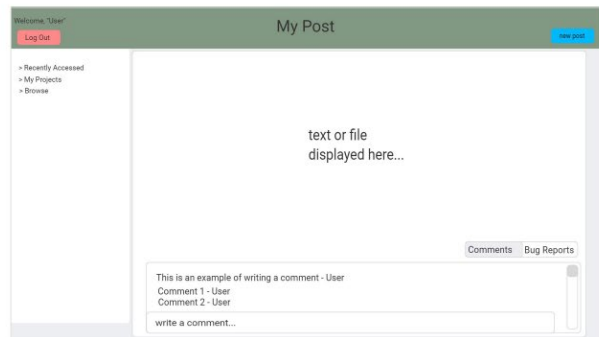 Welcome, "User"
Log Out
My Post
new post
> Recently Accessed
> My Projects
> Browse
text or file
displayed here...
Comments Bug Reports
This is an example of writing a comment - User
Comment 1 - User
Comment 2 - User
write a comment...